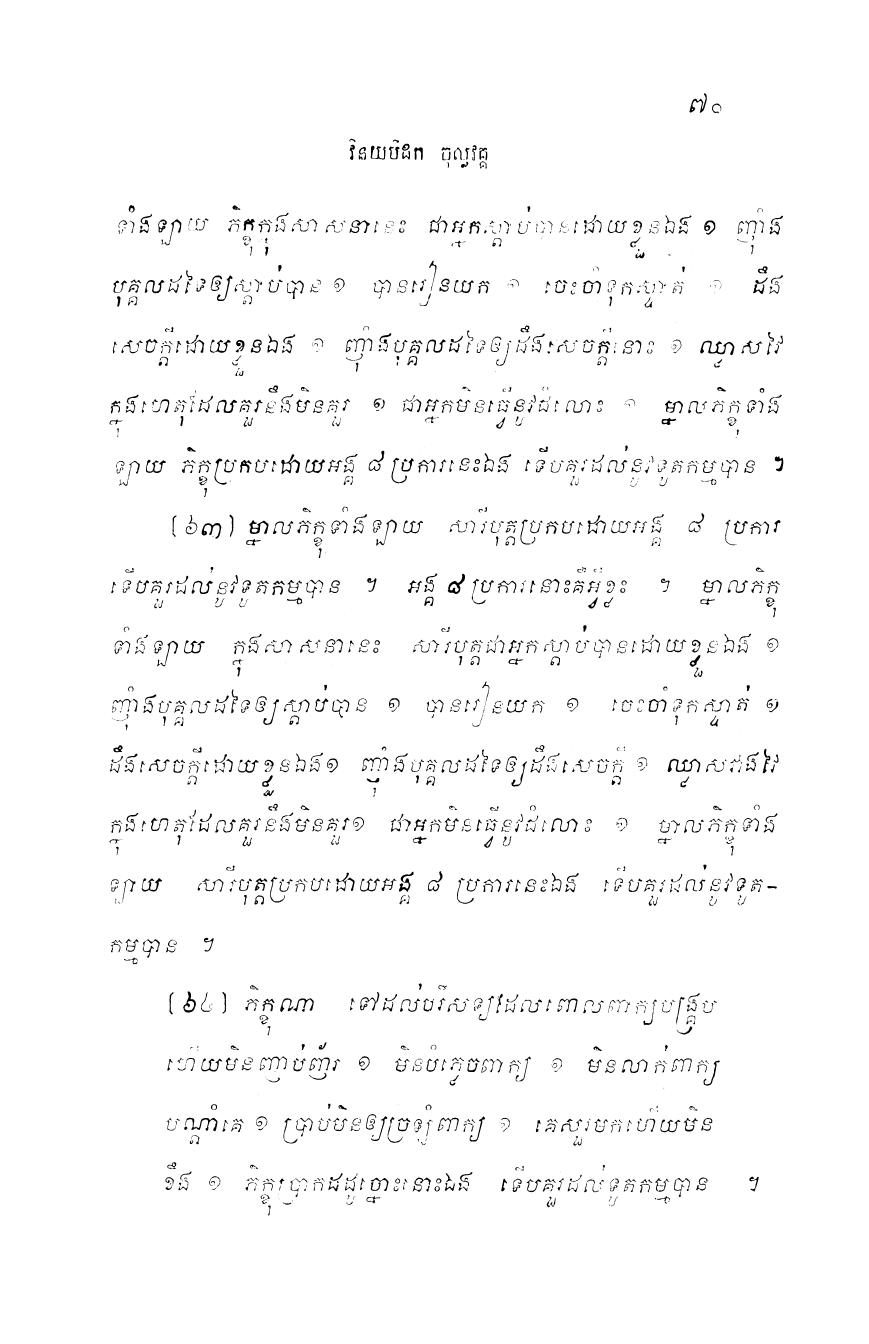 ៧០
វិនយបិដក ចុល្លវគ្គ
ទាំងឡាយ ភិក្ខុក្នុងសាសនានេះ ជាអ្នកស្តាប់បានដោយខ្លួនឯង ១ ញុំាង
បុគ្គលដទៃឲ្យស្តាប់បាន ១ បានរៀនយក ១ ចេះចាំទុកស្ទាត់ ១ ដឹង
សេចក្តីដោយខ្លួនឯង ១ ញុំាងបុគ្គលដទៃឲ្យដឹងសេចក្តីនោះ ១ ឈ្លាសវៃ
ក្នុងហេតុដែលគួរនឹងមិនគួរ ១ ជាអ្នកមិនធ្វើនូវជំលោះ ១ ម្នាលភិក្ខុទាំង
ឡាយ ភិក្ខុប្រកបដោយអង្គ ៨ ប្រការនេះឯង ទើបគួរដល់នូវទូតកម្មបាន ។
(៦៣) ម្នាលភិក្ខុទាំងឡាយ សារីបុត្តប្រកបដោយអង្គ ៨ ប្រការ
ទើបគួរដល់នូវទូតកម្មបាន ។ អង្គ ៨ ប្រការនោះគឺអ្វីខ្លះ ។ ម្នាលភិក្ខុ
ទាំងឡាយ ក្នុងសាសនានេះ សារីបុត្តជាអ្នកស្តាប់បានដោយខ្លួនឯង ១
ញុំាងបុគ្គលដទៃឲ្យស្តាប់បាន ១ បានរៀនយក ១ ចេះចាំទុកស្ទាត់ ១
ដឹងសេចក្តីដោយខ្លួនឯង១ ញុំាងបុគ្គលដទៃឲ្យដឹងសេចក្តី ១ ឈ្លាសវាងវៃ
ក្នុងហេតុដែលគួរនឹងមិនគួរ១ ជាអ្នកមិនធ្វើនូវជំលោះ ១ ម្នាលភិក្ខុទាំង
ឡាយ សារីបុត្តប្រកបដោយអង្គ ៨ ប្រការនេះឯង ទើបគួរដល់នូវទូត-
កម្មបាន ។
(៦៤) ភិក្ខុណា ទៅដល់បរិសទ្យដែលពោលពាក្យបង្គ្រប
ហើយមិនញាប់ញ័រ ១ មិនបំភ្លេចពាក្យ ១ មិនលាក់ពាក្យ
បណ្តាំគេ ១ ប្រាប់មិនឲ្យច្រឡំពាក្យ ១ គេសួរមកហើយមិន
ខឹង ១ ភិក្ខុប្រាកដដូច្នោះនោះឯង ទើបគួរដល់ទូតកម្មបាន ។